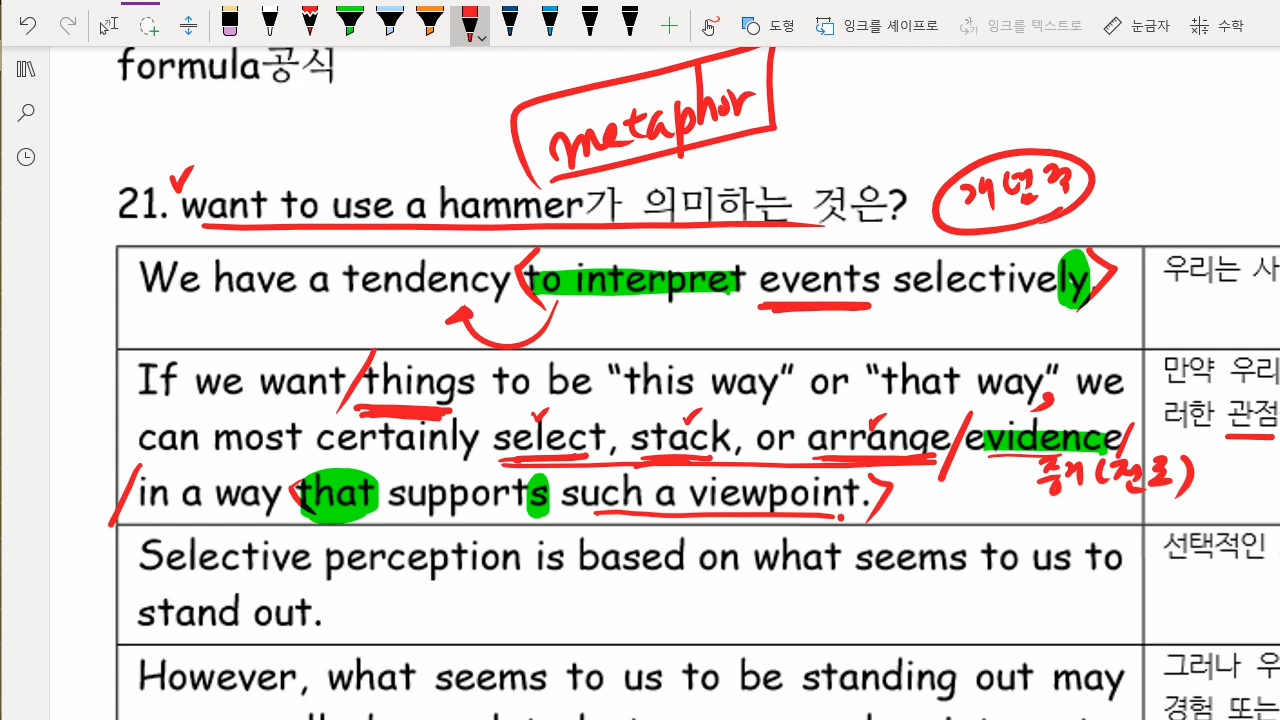 도형
잉크를 셰이프로
잉크를 텍스트로
눈금자
수학
formula공식
metaphor
21. want to use a hammer가 의미하는 것은?
We have a tendency to interpret events selectively.
우리는 사
If we want things to be “this way” or “that way”, we
만약 우리
can most certainly select, stack, or arrange evidence
러한 관점
증거(진로)
in a way that supports such a viewpoint.
Selective perception is based on what seems to us to
선택적인
stand out.
However, what seems to us to be standing out may
그러나 우
경험 또는